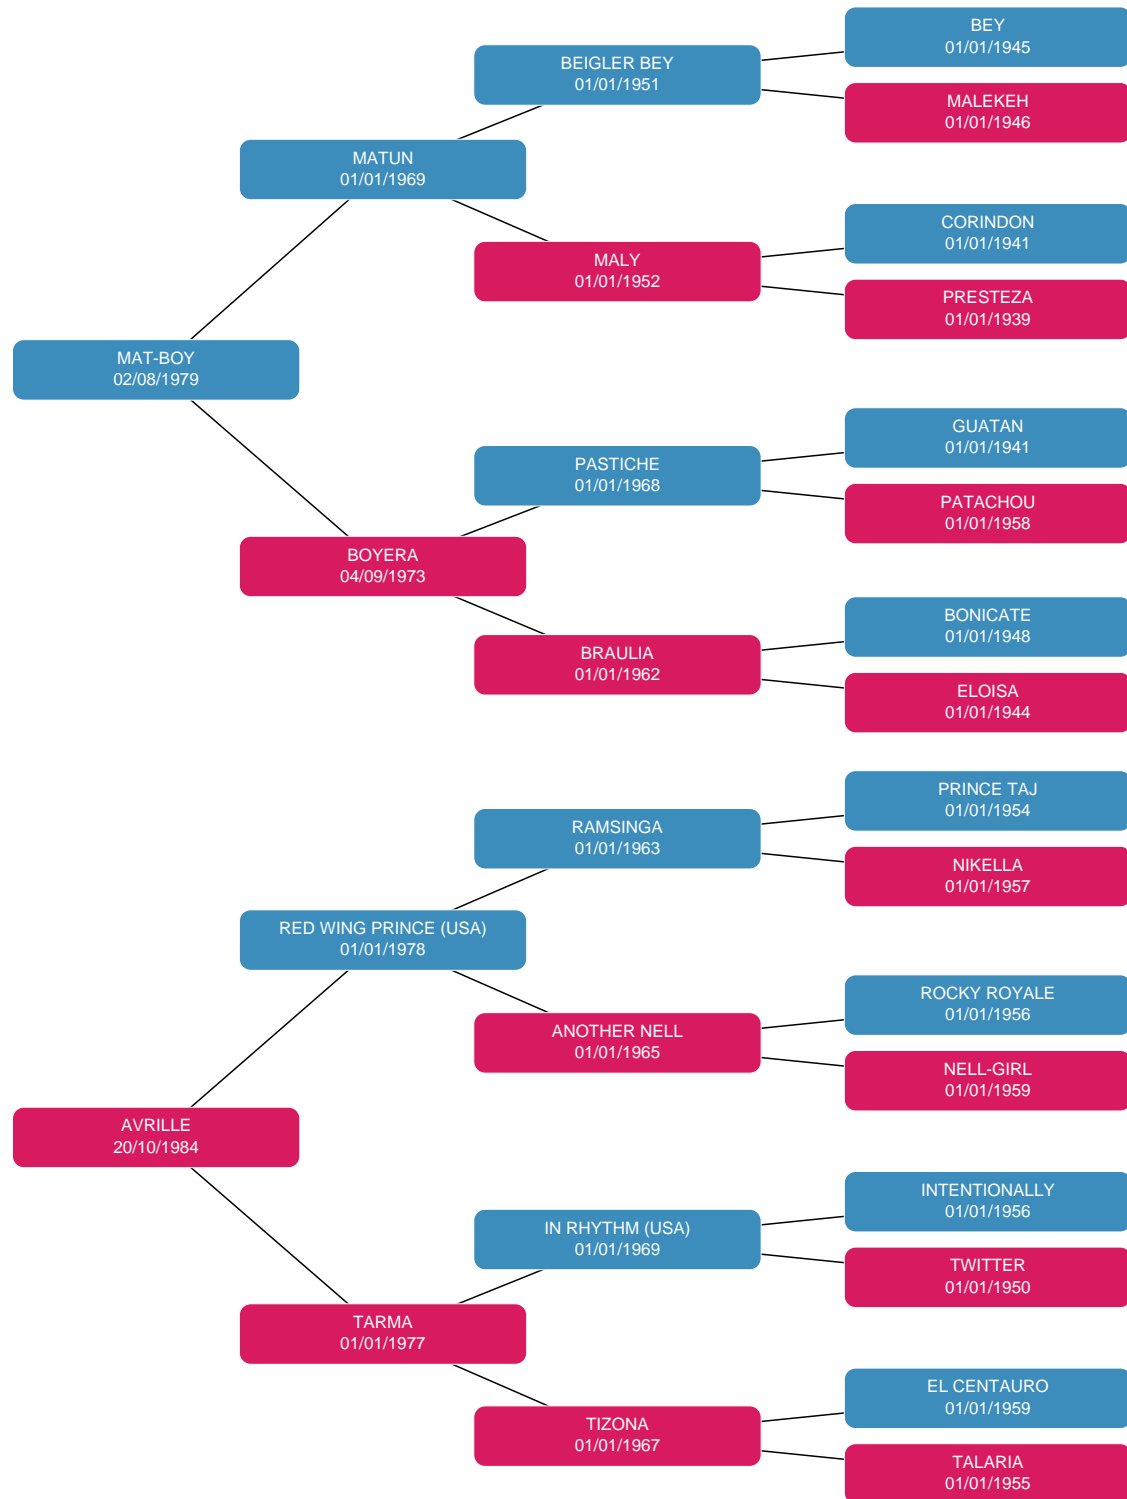 BEY
01/01/1945
BEIGLER BEY
01/01/1951
MALEKEH
01/01/1946
MATUN
01/01/1969
CORINDON
01/01/1941
MALY
01/01/1952
PRESTEZA
01/01/1939
MAT-BOY
02/08/1979
GUATAN
01/01/1941
PASTICHE
01/01/1968
PATACHOU
01/01/1958
BOYERA
04/09/1973
BONICATE
01/01/1948
BRAULIA
01/01/1962
ELOISA
01/01/1944
PRINCE TAJ
01/01/1954
RAMSINGA
01/01/1963
NIKELLA
01/01/1957
RED WING PRINCE (USA)
01/01/1978
ROCKY ROYALE
01/01/1956
ANOTHER NELL
01/01/1965
NELL-GIRL
01/01/1959
AVRILLE
20/10/1984
INTENTIONALLY
01/01/1956
IN RHYTHM (USA)
01/01/1969
TWITTER
01/01/1950
TARMA
01/01/1977
EL CENTAURO
01/01/1959
TIZONA
01/01/1967
TALARIA
01/01/1955